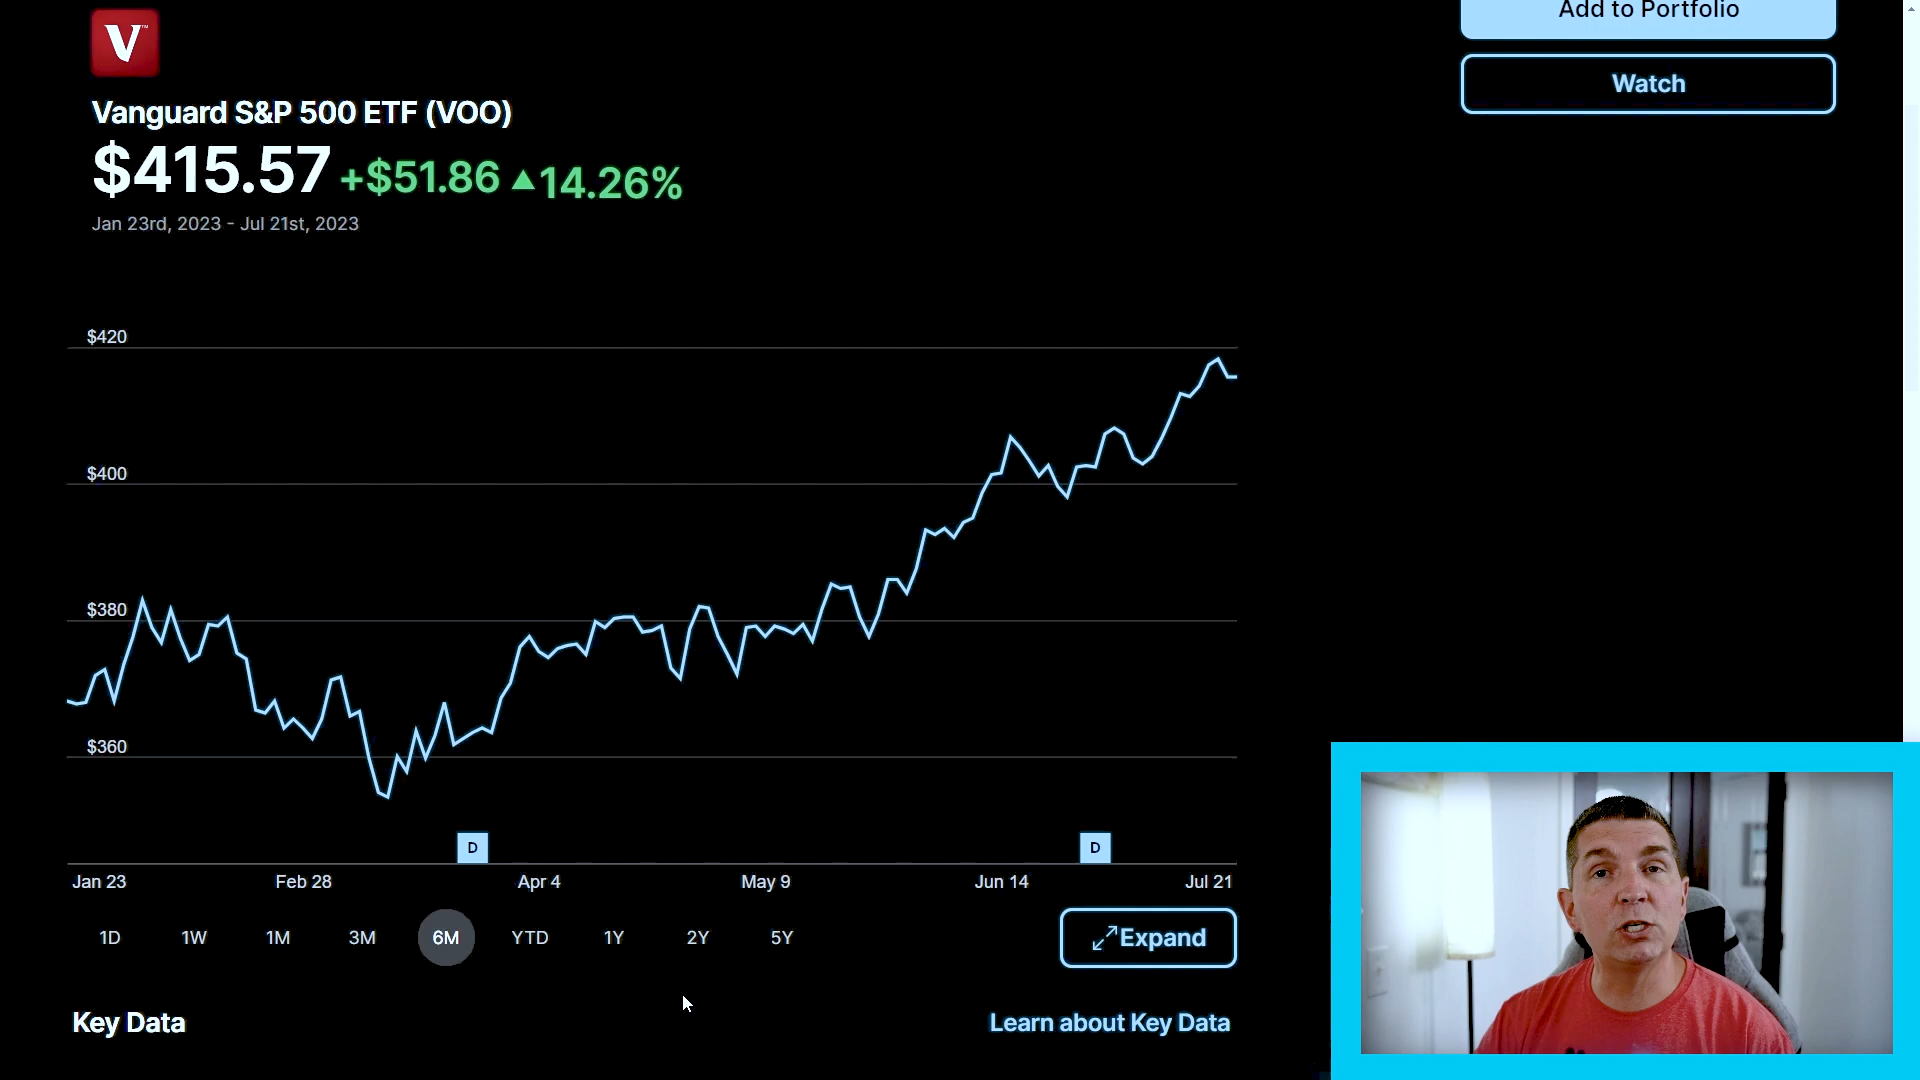 V™
Add to Portfolio
Watch
Vanguard S&P 500 ETF (VOO)
$415.57 +$51.86 ▲14.26%
Jan 23rd, 2023 - Jul 21st, 2023
$420
$400
$380
$360
D D
Jan 23 Feb 28 Apr 4 May 9 Jun 14 Jul 21
1D 1W 1M 3M 6M YTD 1Y 2Y 5Y
Expand
Key Data
Learn about Key Data